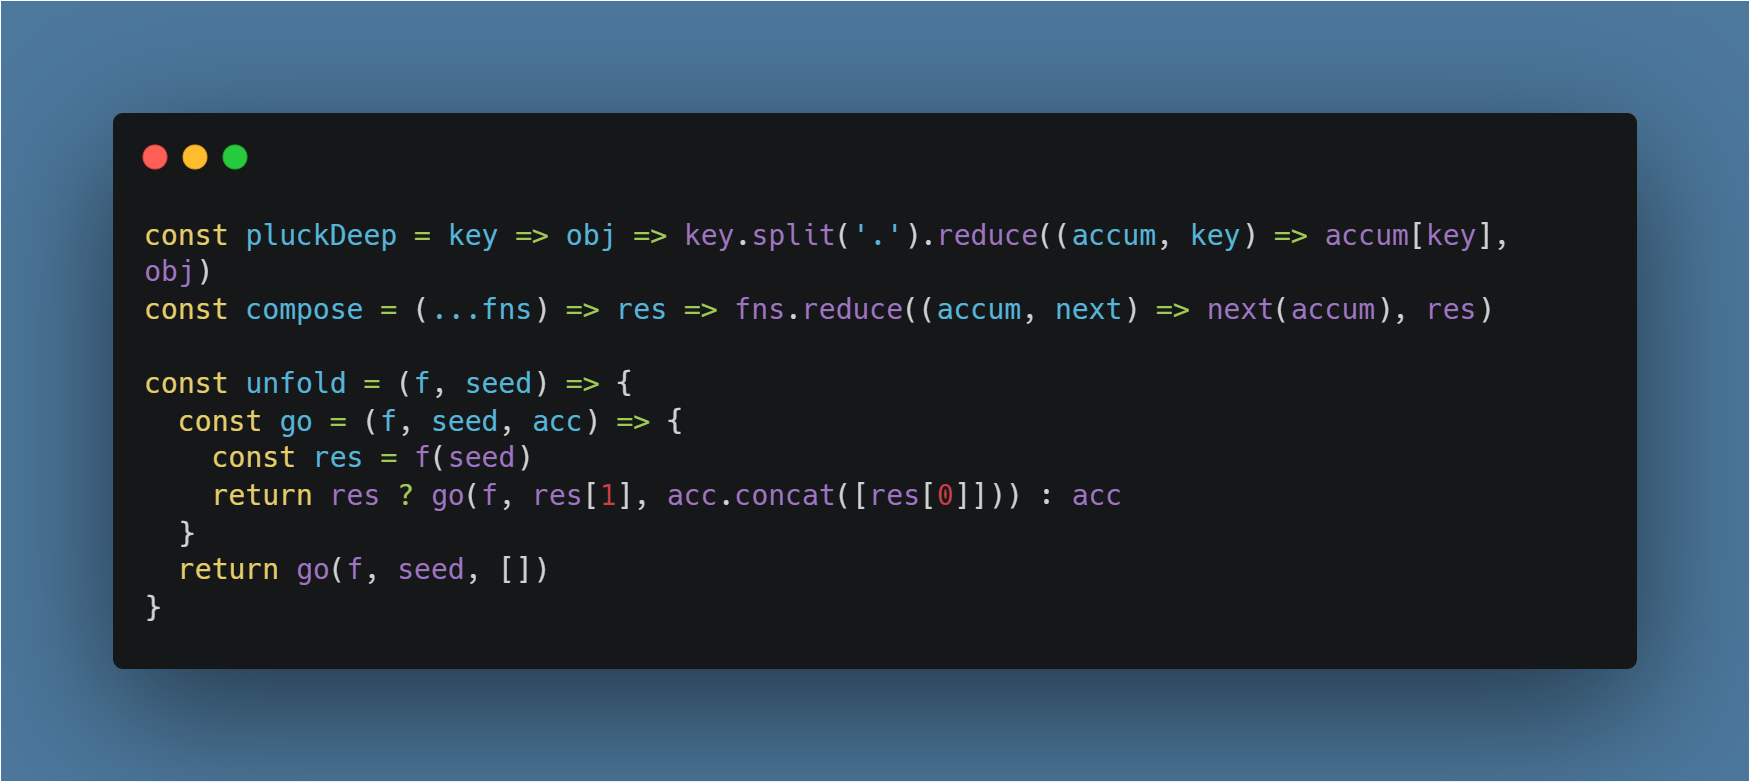 const pluckDeep = key => obj => key.split('.').reduce((accum, key) => accum[key],
obj)
const compose = (...fns) => res => fns.reduce((accum, next) => next(accum), res)

const unfold = (f, seed) => {
  const go = (f, seed, acc) => {
    const res = f(seed)
    return res ? go(f, res[1], acc.concat([res[0]])) : acc
  }
  return go(f, seed, [])
}